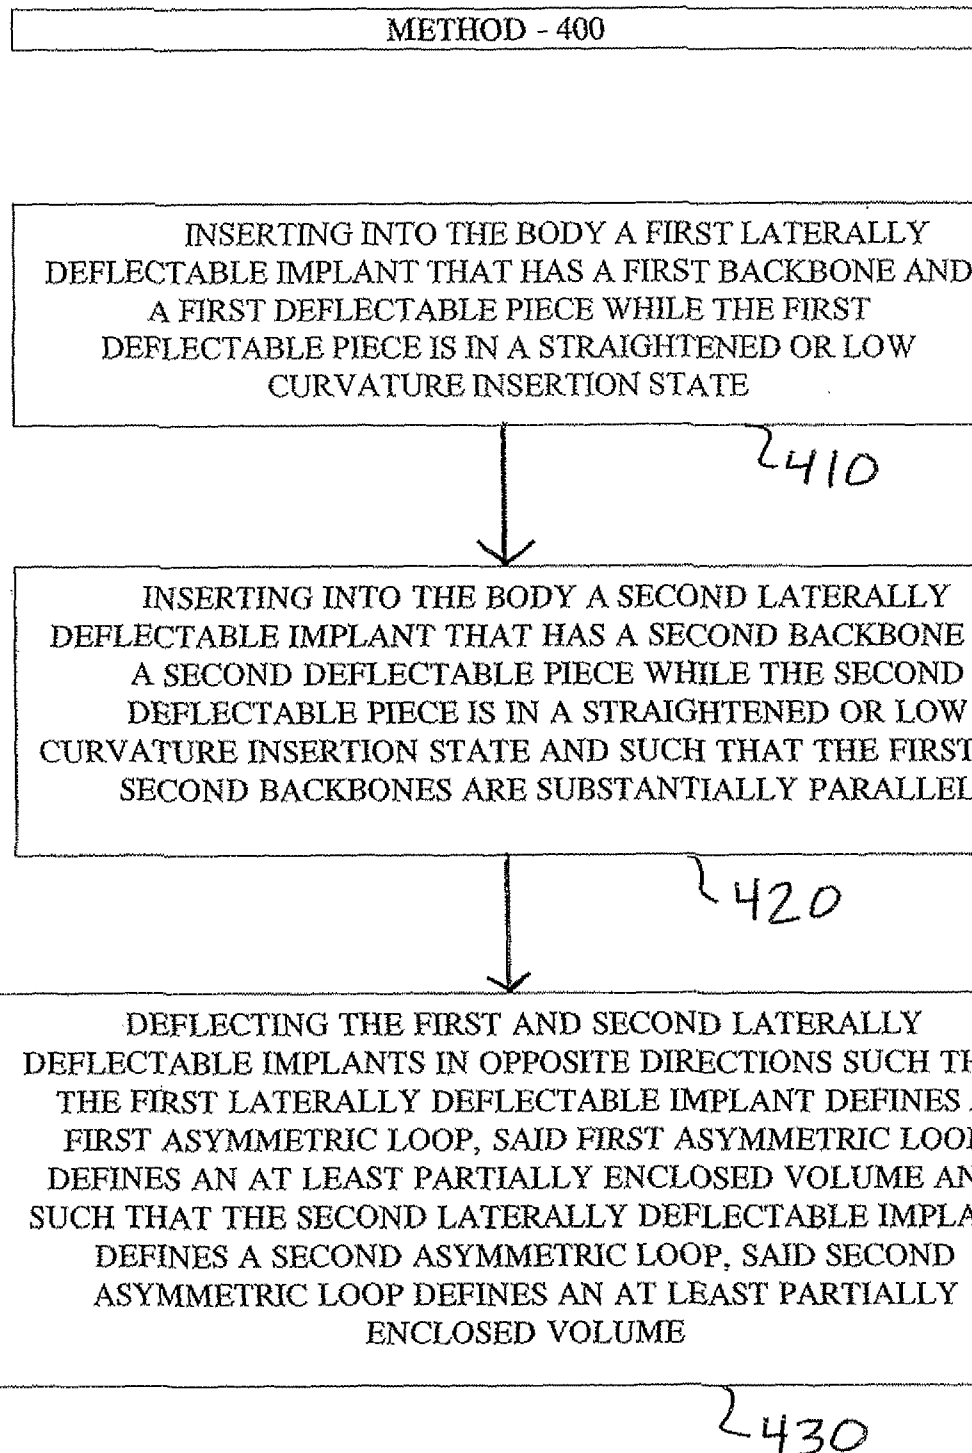 METHOD - 400
INSERTING INTO THE BODY A FIRST LATERALLY
DEFLECTABLE IMPLANT THAT HAS A FIRST BACKBONE AND
A FIRST DEFLECTABLE PIECE WHILE THE FIRST
DEFLECTABLE PIECE IS IN A STRAIGHTENED OR LOW
CURVATURE INSERTION STATE
410
INSERTING INTO THE BODY A SECOND LATERALLY
DEFLECTABLE IMPLANT THAT HAS A SECOND BACKBONE
A SECOND DEFLECTABLE PIECE WHILE THE SECOND
DEFLECTABLE PIECE IS IN A STRAIGHTENED OR LOW
CURVATURE INSERTION STATE AND SUCH THAT THE FIRST
SECOND BACKBONES ARE SUBSTANTIALLY PARALLEL
420
DEFLECTING THE FIRST AND SECOND LATERALLY
DEFLECTABLE IMPLANTS IN OPPOSITE DIRECTIONS SUCH
THE FIRST LATERALLY DEFLECTABLE IMPLANT DEFINES
FIRST ASYMMETRIC LOOP, SAID FIRST ASYMMETRIC LOOP
DEFINES AN AT LEAST PARTIALLY ENCLOSED VOLUME
SUCH THAT THE SECOND LATERALLY DEFLECTABLE
DEFINES A SECOND ASYMMETRIC LOOP, SAID SECOND
ASYMMETRIC LOOP DEFINES AN AT LEAST PARTIALLY
ENCLOSED VOLUME
430